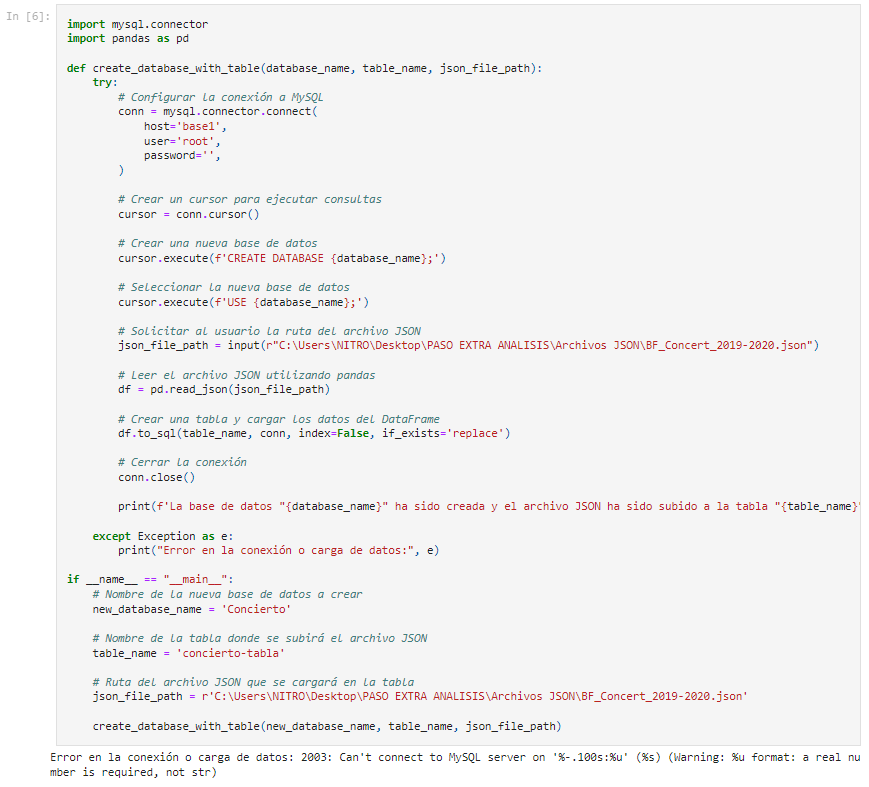 In [6]:
import mysql.connector
import pandas as pd
def create_database_with_table(database_name, table_name, json_file_path):
    try:
        # Configurar la conexión a MySQL
        conn = mysql.connector.connect(
            host='base1',
            user='root',
            password='',
        )
        # Crear un cursor para ejecutar consultas
        cursor = conn.cursor()
        # Crear una nueva base de datos
        cursor.execute(f'CREATE DATABASE {database_name};')
        # Seleccionar la nueva base de datos
        cursor.execute(f'USE {database_name};')
        # Solicitar al usuario la ruta del archivo JSON
        json_file_path = input(r"C:\Users\NITRO\Desktop\PASO EXTRA ANALISIS\Archivos JSON\BF_Concert_2019-2020.json")
        # Leer el archivo JSON utilizando pandas
        df = pd.read_json(json_file_path)
        # Crear una tabla y cargar los datos del DataFrame
        df.to_sql(table_name, conn, index=False, if_exists='replace')
        # Cerrar la conexión
        conn.close()
        print(f'La base de datos "{database_name}" ha sido creada y el archivo JSON ha sido subido a la tabla "{table_name}"
    except Exception as e:
        print("Error en la conexión o carga de datos:", e)
if __name__ == "__main__":
    # Nombre de la nueva base de datos a crear
    new_database_name = 'Concierto'
    # Nombre de la tabla donde se subirá el archivo JSON
    table_name = 'concierto-tabla'
    # Ruta del archivo JSON que se cargará en la tabla
    json_file_path = r'C:\Users\NITRO\Desktop\PASO EXTRA ANALISIS\Archivos JSON\BF_Concert_2019-2020.json'
    create_database_with_table(new_database_name, table_name, json_file_path)
Error en la conexión o carga de datos: 2003: Can't connect to MySQL server on '%-.100s:%u' (%s) (Warning: %u format: a real nu
mber is required, not str)